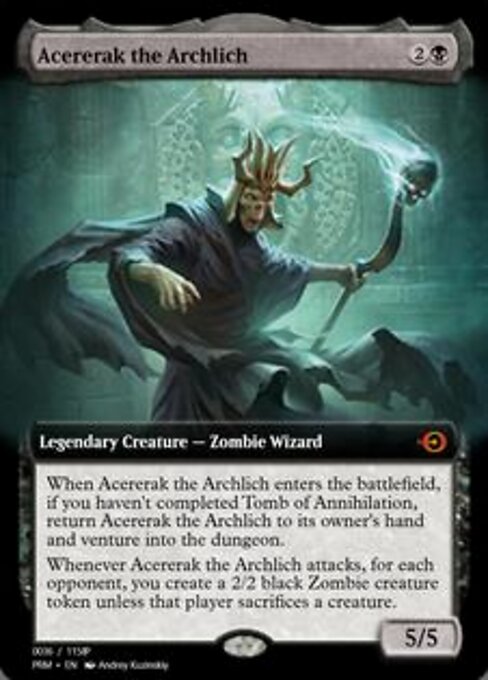 Acererak the Archlich 2
Legendary Creature — Zombie Wizard
When Acererak the Archlich enters the battlefield,
if you haven't completed Tomb of Annihilation,
return Acererak the Archlich to its owner's hand
and venture into the dungeon.
Whenever Acererak the Archlich attacks, for each
opponent, you create a 2/2 black Zombie creature
token unless that player sacrifices a creature.
5/5
PRM • EN Andrey Kuzinskiy